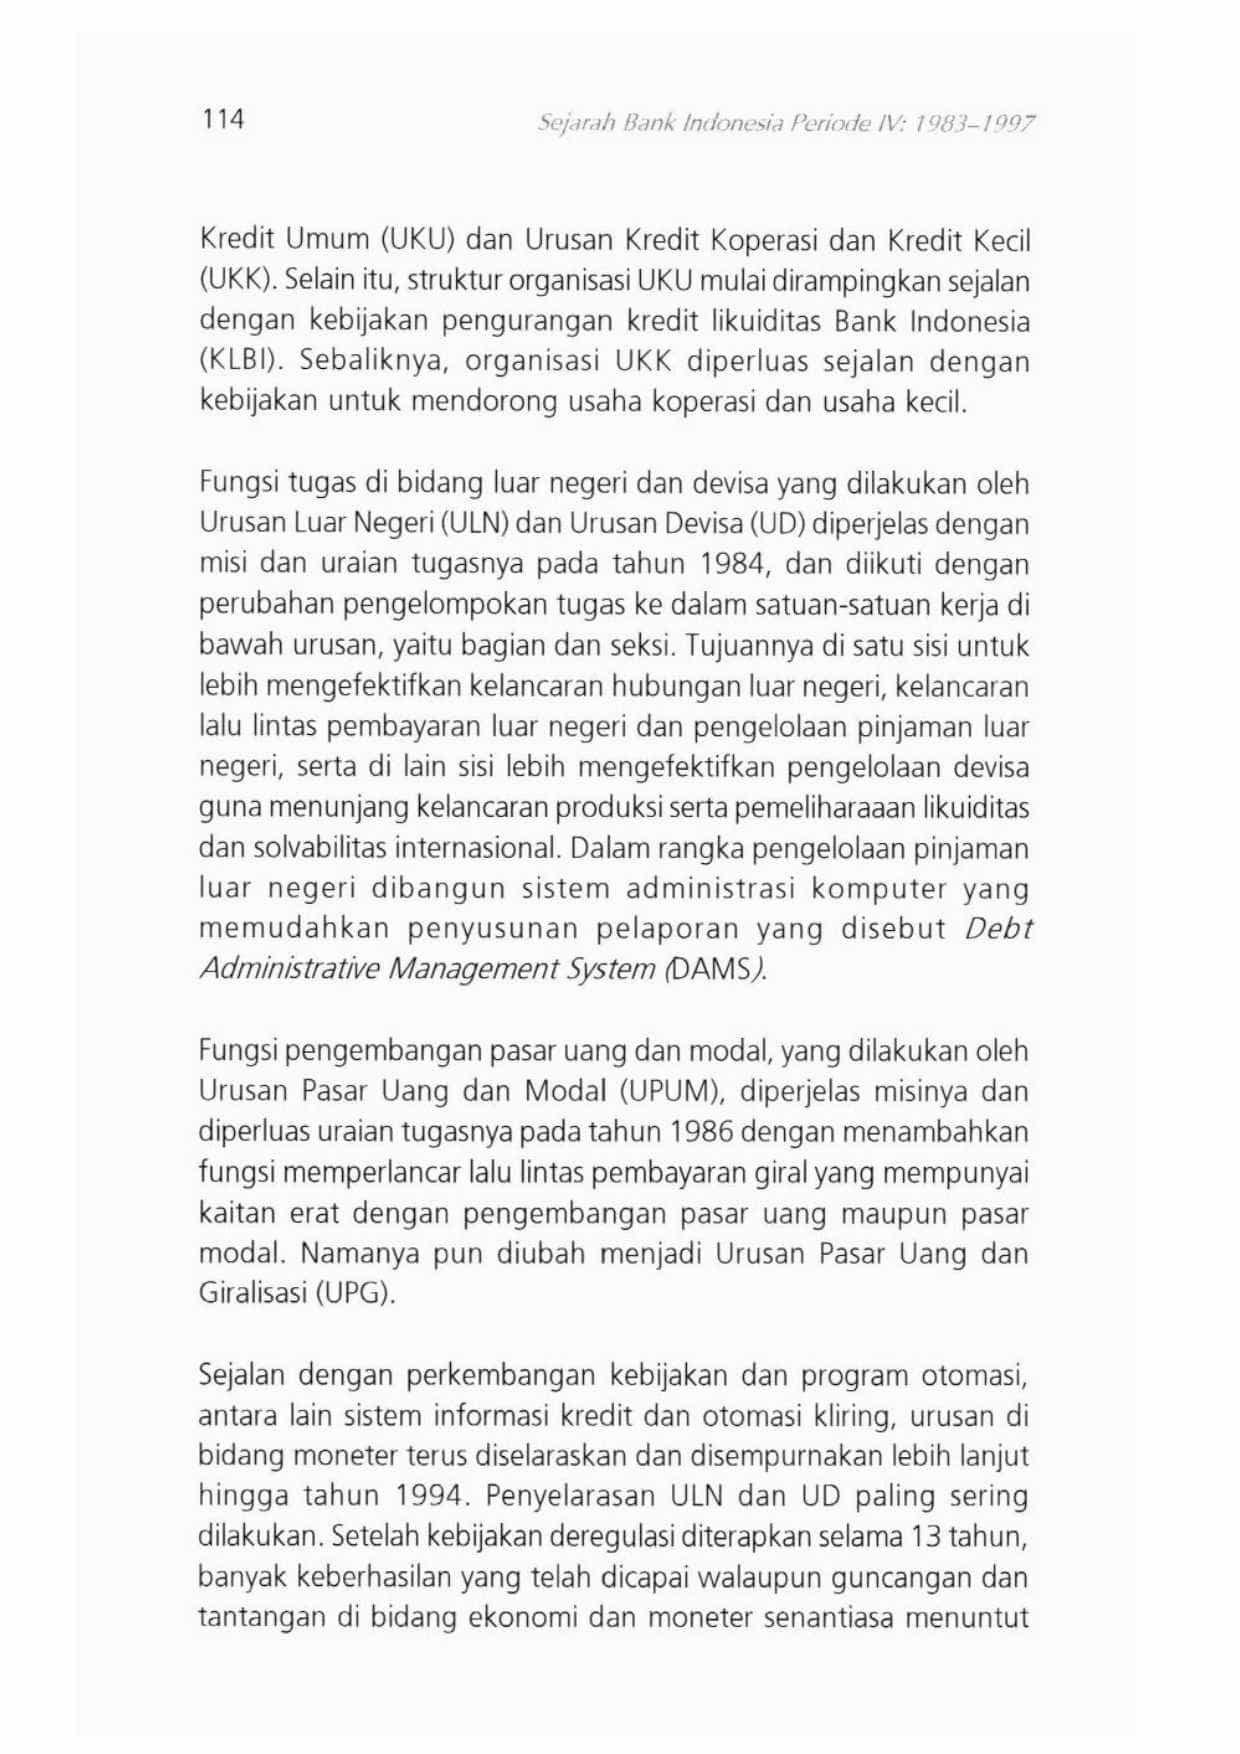 114
Sejarah Bank Indonesia Periode IV: 1983–1997
Kredit Umum (UKU) dan Urusan Kredit Koperasi dan Kredit Kecil
(UKK). Selain itu, struktur organisasi UKU mulai dirampingkan sejalan
dengan kebijakan pengurangan kredit likuiditas Bank Indonesia
(KLBI). Sebaliknya, organisasi UKK diperluas sejalan dengan
kebijakan untuk mendorong usaha koperasi dan usaha kecil.
Fungsi tugas di bidang luar negeri dan devisa yang dilakukan oleh
Urusan Luar Negeri (ULN) dan Urusan Devisa (UD) diperjelas dengan
misi dan uraian tugasnya pada tahun 1984, dan diikuti dengan
perubahan pengelompokan tugas ke dalam satuan-satuan kerja di
bawah urusan, yaitu bagian dan seksi. Tujuannya di satu sisi untuk
lebih mengefektifkan kelancaran hubungan luar negeri, kelancaran
lalu lintas pembayaran luar negeri dan pengelolaan pinjaman luar
negeri, serta di lain sisi lebih mengefektifkan pengelolaan devisa
guna menunjang kelancaran produksi serta pemeliharaaan likuiditas
dan solvabilitas internasional. Dalam rangka pengelolaan pinjaman
luar negeri dibangun sistem administrasi komputer yang
memudahkan penyusunan pelaporan yang disebut Debt
Administrative Management System (DAMS).
Fungsi pengembangan pasar uang dan modal, yang dilakukan oleh
Urusan Pasar Uang dan Modal (UPUM), diperjelas misinya dan
diperluas uraian tugasnya pada tahun 1986 dengan menambahkan
fungsi memperlancar lalu lintas pembayaran giral yang mempunyai
kaitan erat dengan pengembangan pasar uang maupun pasar
modal. Namanya pun diubah menjadi Urusan Pasar Uang dan
Giralisasi (UPG).
Sejalan dengan perkembangan kebijakan dan program otomasi,
antara lain sistem informasi kredit dan otomasi kliring, urusan di
bidang moneter terus diselaraskan dan disempurnakan lebih lanjut
hingga tahun 1994. Penyelarasan ULN dan UD paling sering
dilakukan. Setelah kebijakan deregulasi diterapkan selama 13 tahun,
banyak keberhasilan yang telah dicapai walaupun guncangan dan
tantangan di bidang ekonomi dan moneter senantiasa menuntut